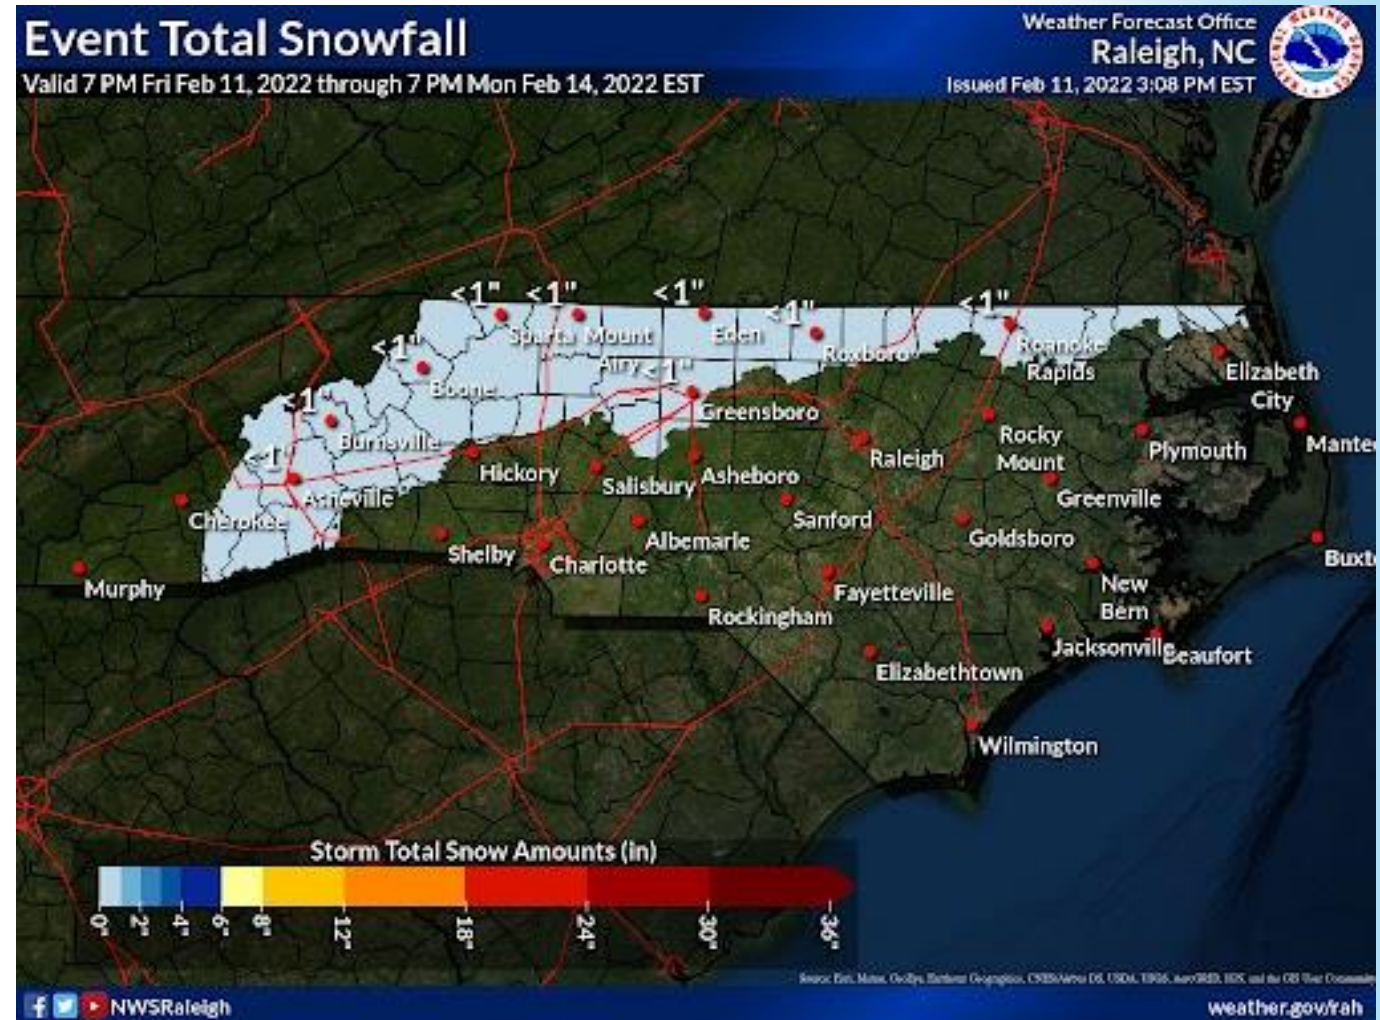 Event Total Snowfall
Valid 7 PM Fri Feb 11, 2022 through 7 PM Mon Feb 14, 2022 EST
Weather Forecast Office
Raleigh, NC
Issued Feb 11, 2022 3:08 PM EST
<1" <1" <1" <1" <1"
Sparta Mount Airy
Eden
Roxboro
Roanoke Rapids
<1"
Boone
<1"
Greensboro
Elizabeth City
<1"
Burnsville
Hickory
Salisbury
Asheboro
Raleigh
Rocky Mount
Plymouth
Manteo
<1"
Asheville
Cherokee
Murphy
Shelby
Charlotte
Albemarle
Sanford
Goldsboro
Greenville
Buxt
Rockingham
Fayetteville
New Bern
Elizabethtown
Jacksonville
Beaufort
Wilmington
Storm Total Snow Amounts (in)
0" 2" 4" 6" 8" 12" 18" 24" 30" 36"
NWSRaleigh
weather.gov/rah